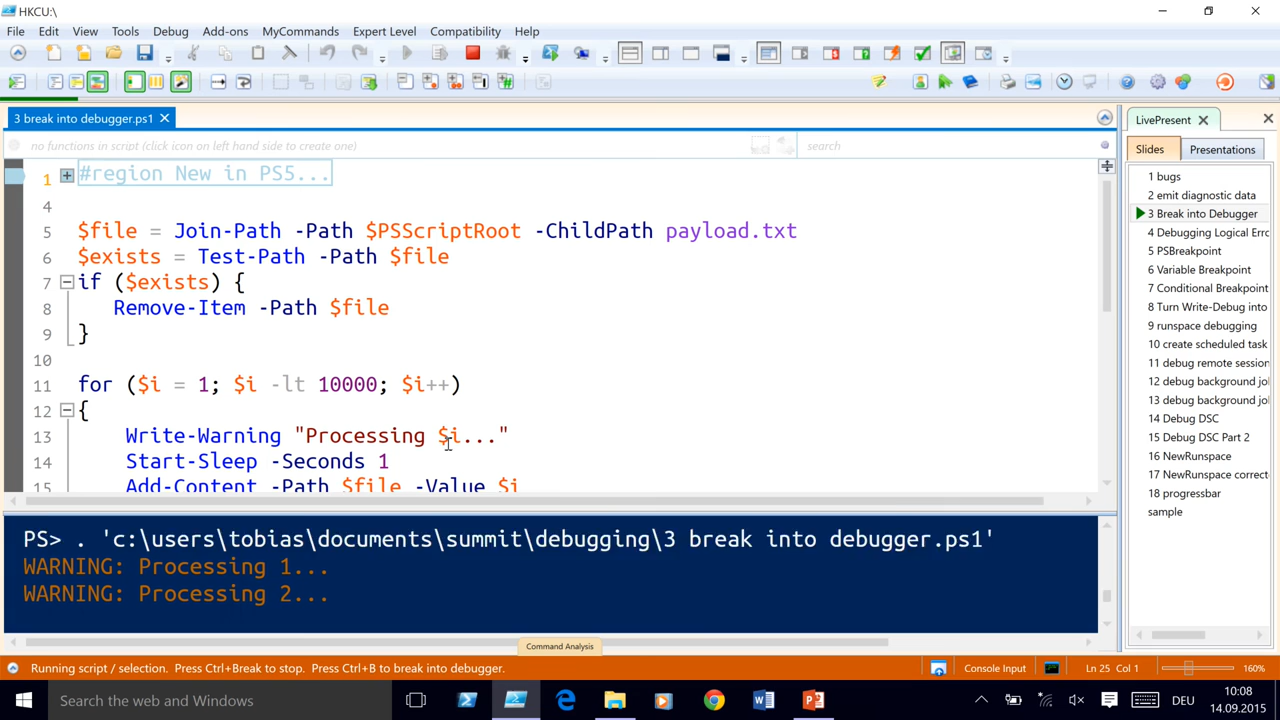 HKCU:\
File Edit View Tools Debug Add-ons MyCommands Expert Level Compatibility Help
3 break into debugger.ps1
no functions in script (click icon on left hand side to create one)
search
1 #region New in PS5...
4
5 $file = Join-Path -Path $PSScriptRoot -ChildPath payload.txt
6 $exists = Test-Path -Path $file
7 if ($exists) {
8 Remove-Item -Path $file
9 }
10
11 for ($i = 1; $i -lt 10000; $i++)
12 {
13 Write-Warning "Processing $i..."
14 Start-Sleep -Seconds 1
15 Add-Content -Path $file -Value $i
PS> . 'c:\users\tobias\documents\summit\debugging\3 break into debugger.ps1'
WARNING: Processing 1...
WARNING: Processing 2...
Command Analysis
LivePresent
Slides Presentations
1 bugs
2 emit diagnostic data
3 Break into Debugger
4 Debugging Logical Erro
5 PSBreakpoint
6 Variable Breakpoint
7 Conditional Breakpoint
8 Turn Write-Debug into
9 runspace debugging
10 create scheduled task
11 debug remote session
12 debug background jo
13 debug background jo
14 Debug DSC
15 Debug DSC Part 2
16 NewRunspace
17 NewRunspace correct
18 progressbar
sample
Running script / selection. Press Ctrl+Break to stop. Press Ctrl+B to break into debugger.
Console Input
Ln 25 Col 1
160%
Search the web and Windows
DEU
10:08
14.09.2015